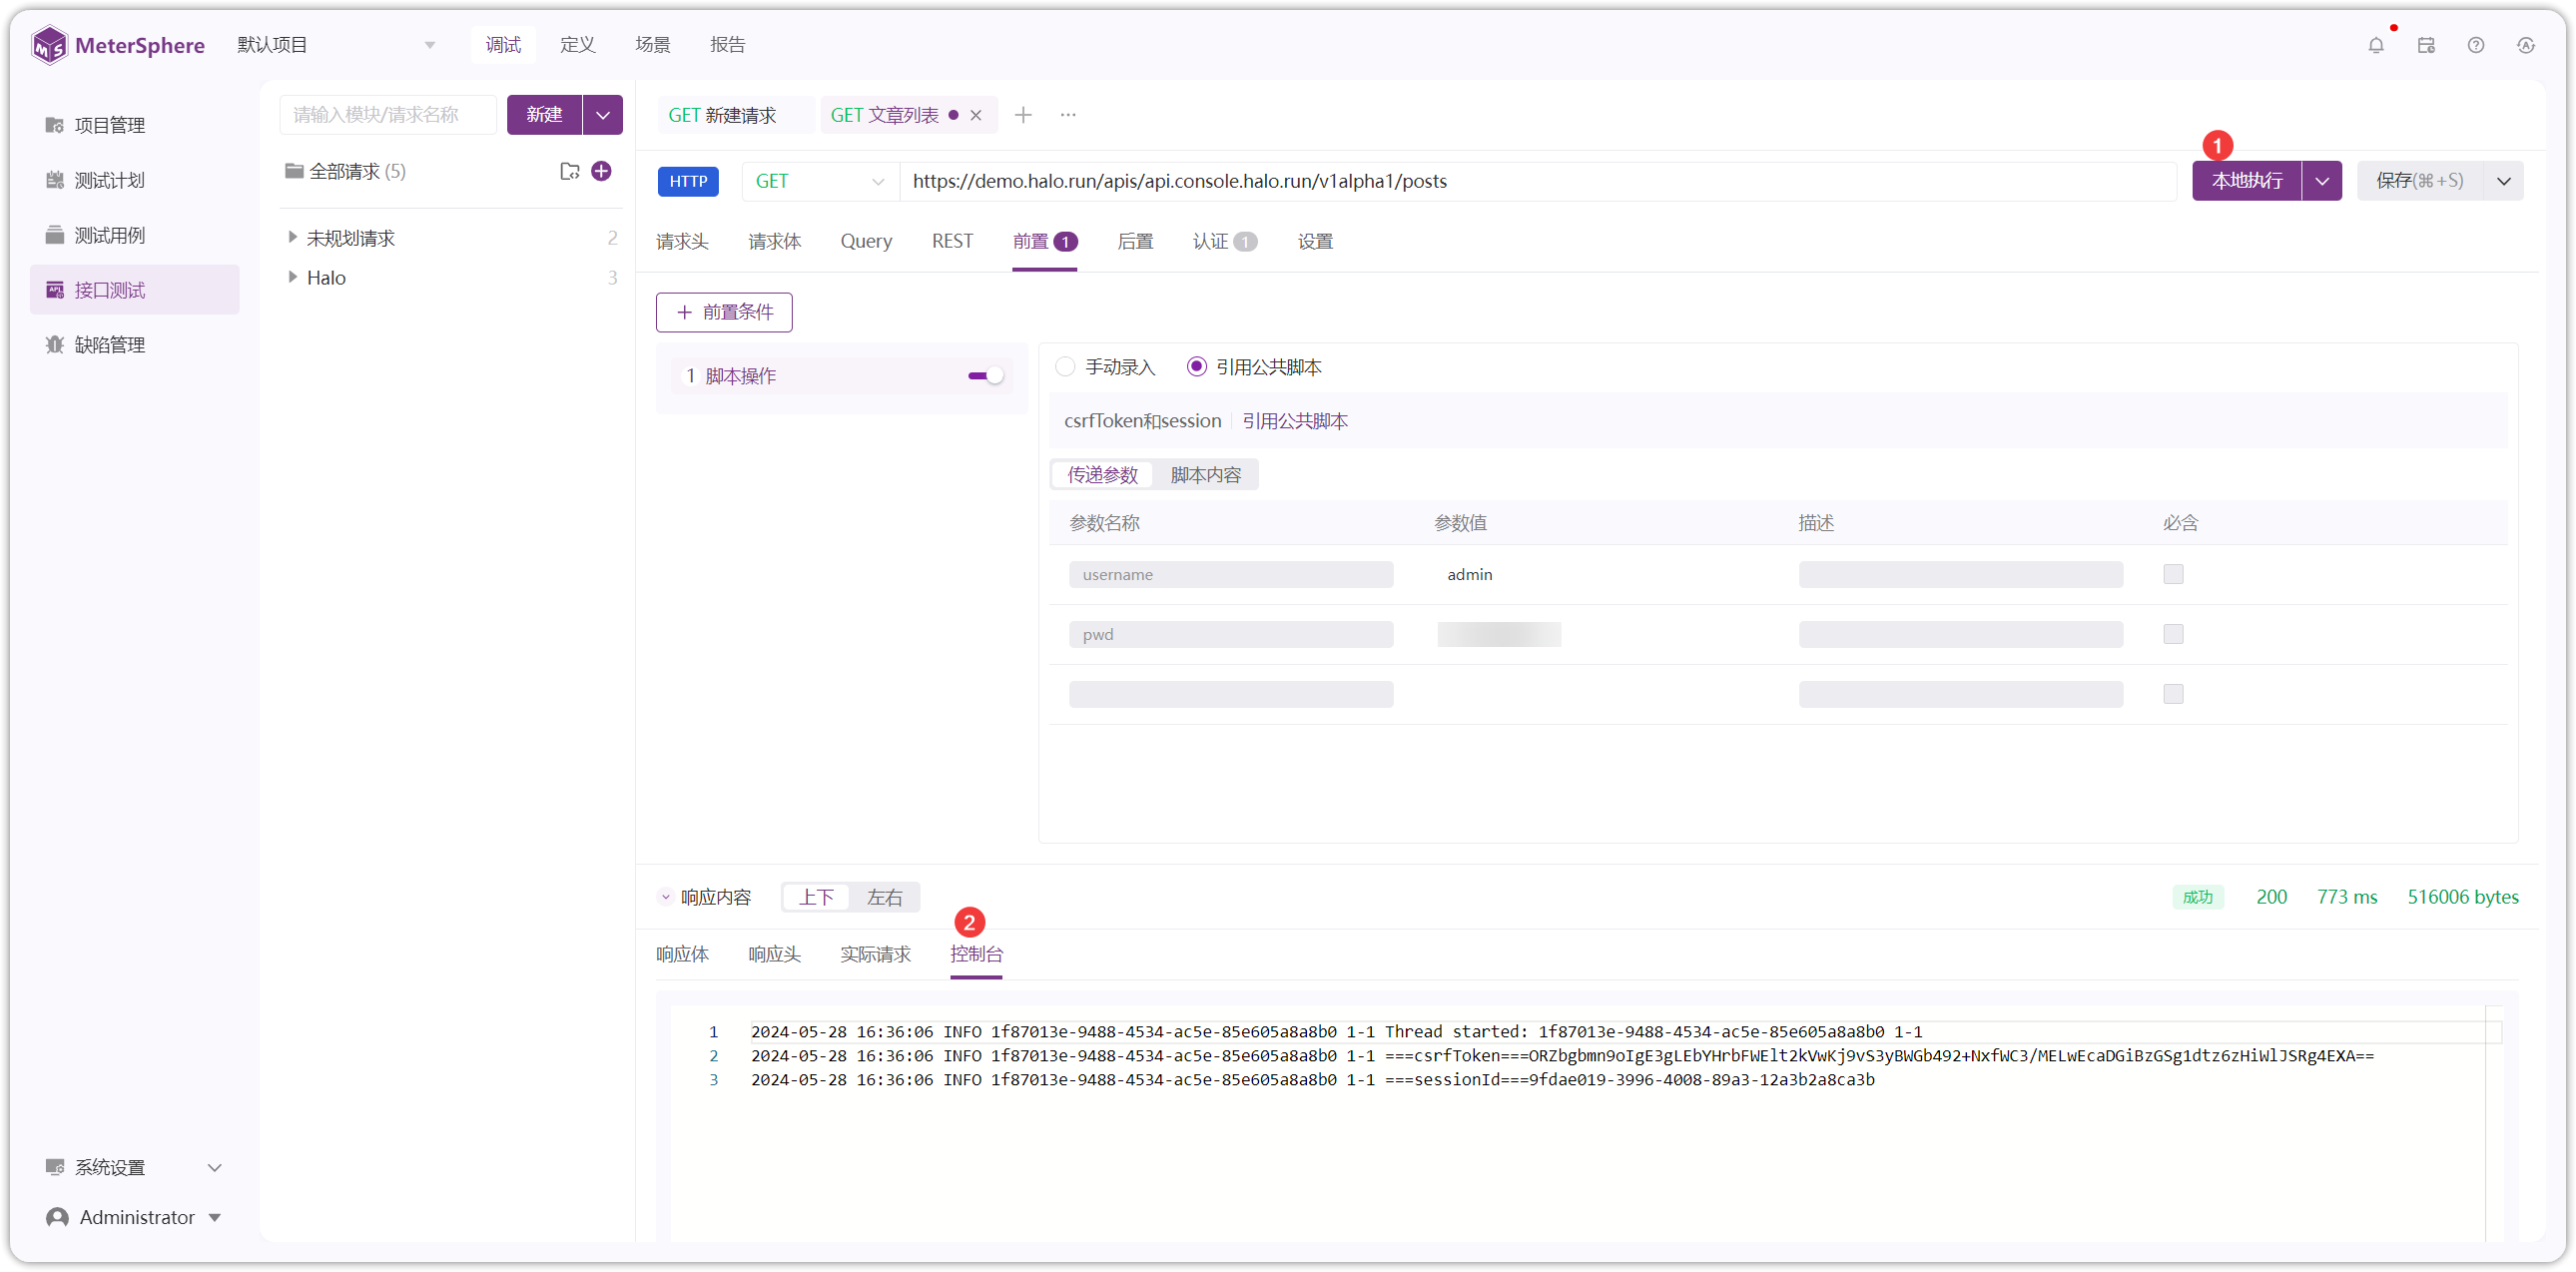 MeterSphere
默认项目
调试
定义
场景
报告
项目管理
测试计划
测试用例
接口测试
缺陷管理
系统设置
Administrator
请输入模块/请求名称
新建
全部请求 (5)
未规划请求 2
Halo 3
GET 新建请求
GET 文章列表
1
HTTP
GET
https://demo.halo.run/apis/api.console.halo.run/v1alpha1/posts
本地执行
保存(⌘+S)
请求头
请求体
Query
REST
前置 1
后置
认证 1
设置
前置条件
1 脚本操作
手动录入
引用公共脚本
csrfToken和session
引用公共脚本
传递参数
脚本内容
参数名称 参数值 描述 必含
username admin
pwd
响应内容
上下
左右
成功 200 773 ms 516006 bytes
2
响应体
响应头
实际请求
控制台
1 2024-05-28 16:36:06 INFO 1f87013e-9488-4534-ac5e-85e605a8a8b0 1-1 Thread started: 1f87013e-9488-4534-ac5e-85e605a8a8b0 1-1
2 2024-05-28 16:36:06 INFO 1f87013e-9488-4534-ac5e-85e605a8a8b0 1-1 ===csrfToken===ORZbgbmn9oIgE3gLEbYHrbFWElt2kVwKj9vS3yBWGb492+NxfWC3/MELwEcaDGiBzGSg1dtz6zHiWlJSRg4EXA==
3 2024-05-28 16:36:06 INFO 1f87013e-9488-4534-ac5e-85e605a8a8b0 1-1 ===sessionId===9fdae019-3996-4008-89a3-12a3b2a8ca3b